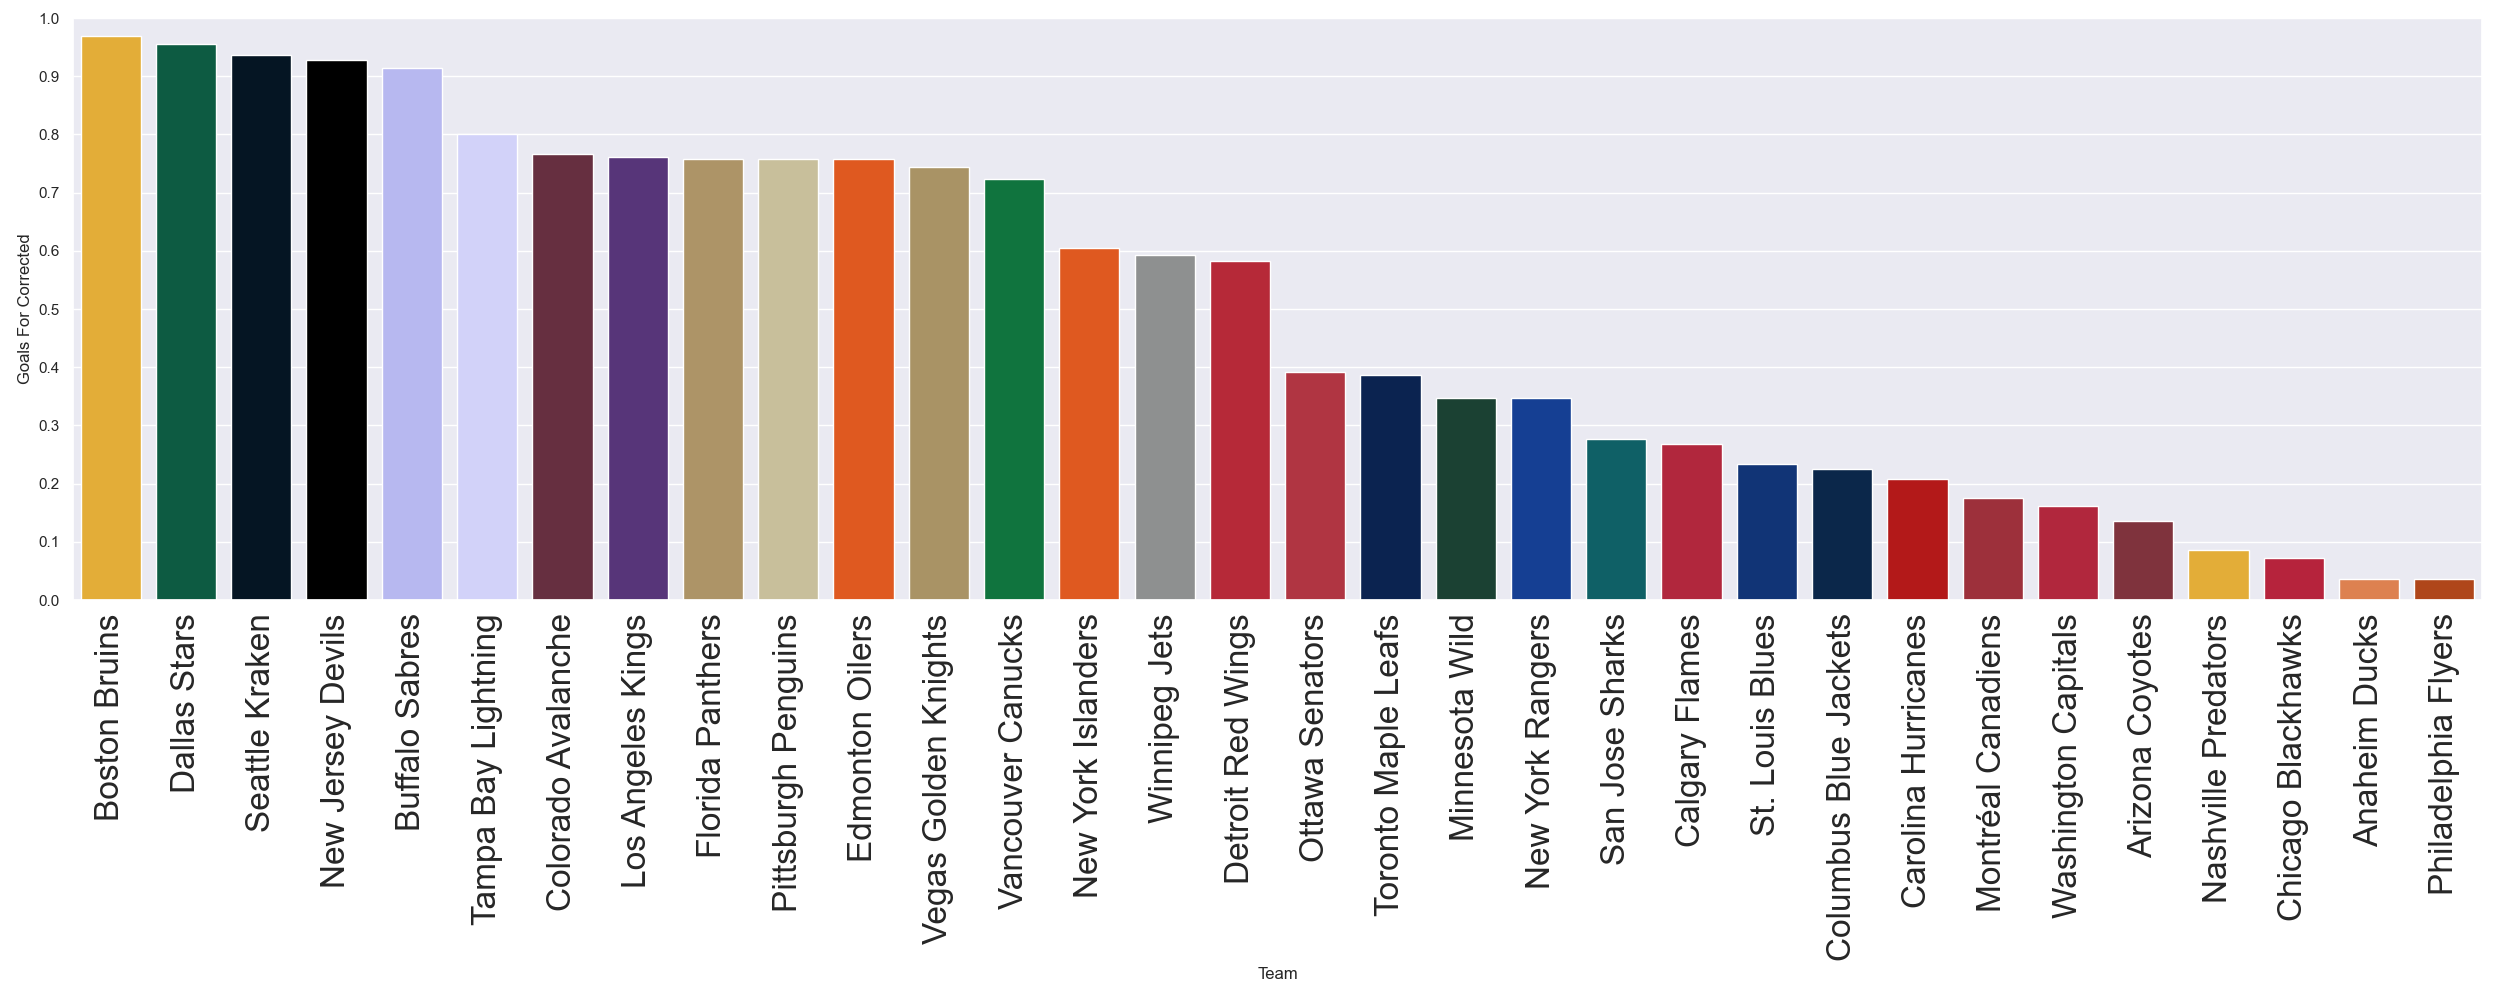 1.0
0.9
0.8
0.7
0.6
0.5
0.4
0.3
0.2
0.1
0.0
Goals For Corrected
Boston Bruins
Dallas Stars
Seattle Kraken
New Jersey Devils
Buffalo Sabres
Tampa Bay Lightning
Colorado Avalanche
Los Angeles Kings
Florida Panthers
Pittsburgh Penguins
Edmonton Oilers
Vegas Golden Knights
Vancouver Canucks
New York Islanders
Winnipeg Jets
Detroit Red Wings
Ottawa Senators
Toronto Maple Leafs
Minnesota Wild
New York Rangers
San Jose Sharks
Calgary Flames
St. Louis Blues
Columbus Blue Jackets
Carolina Hurricanes
Montréal Canadiens
Washington Capitals
Arizona Coyotes
Nashville Predators
Chicago Blackhawks
Anaheim Ducks
Philadelphia Flyers
Team